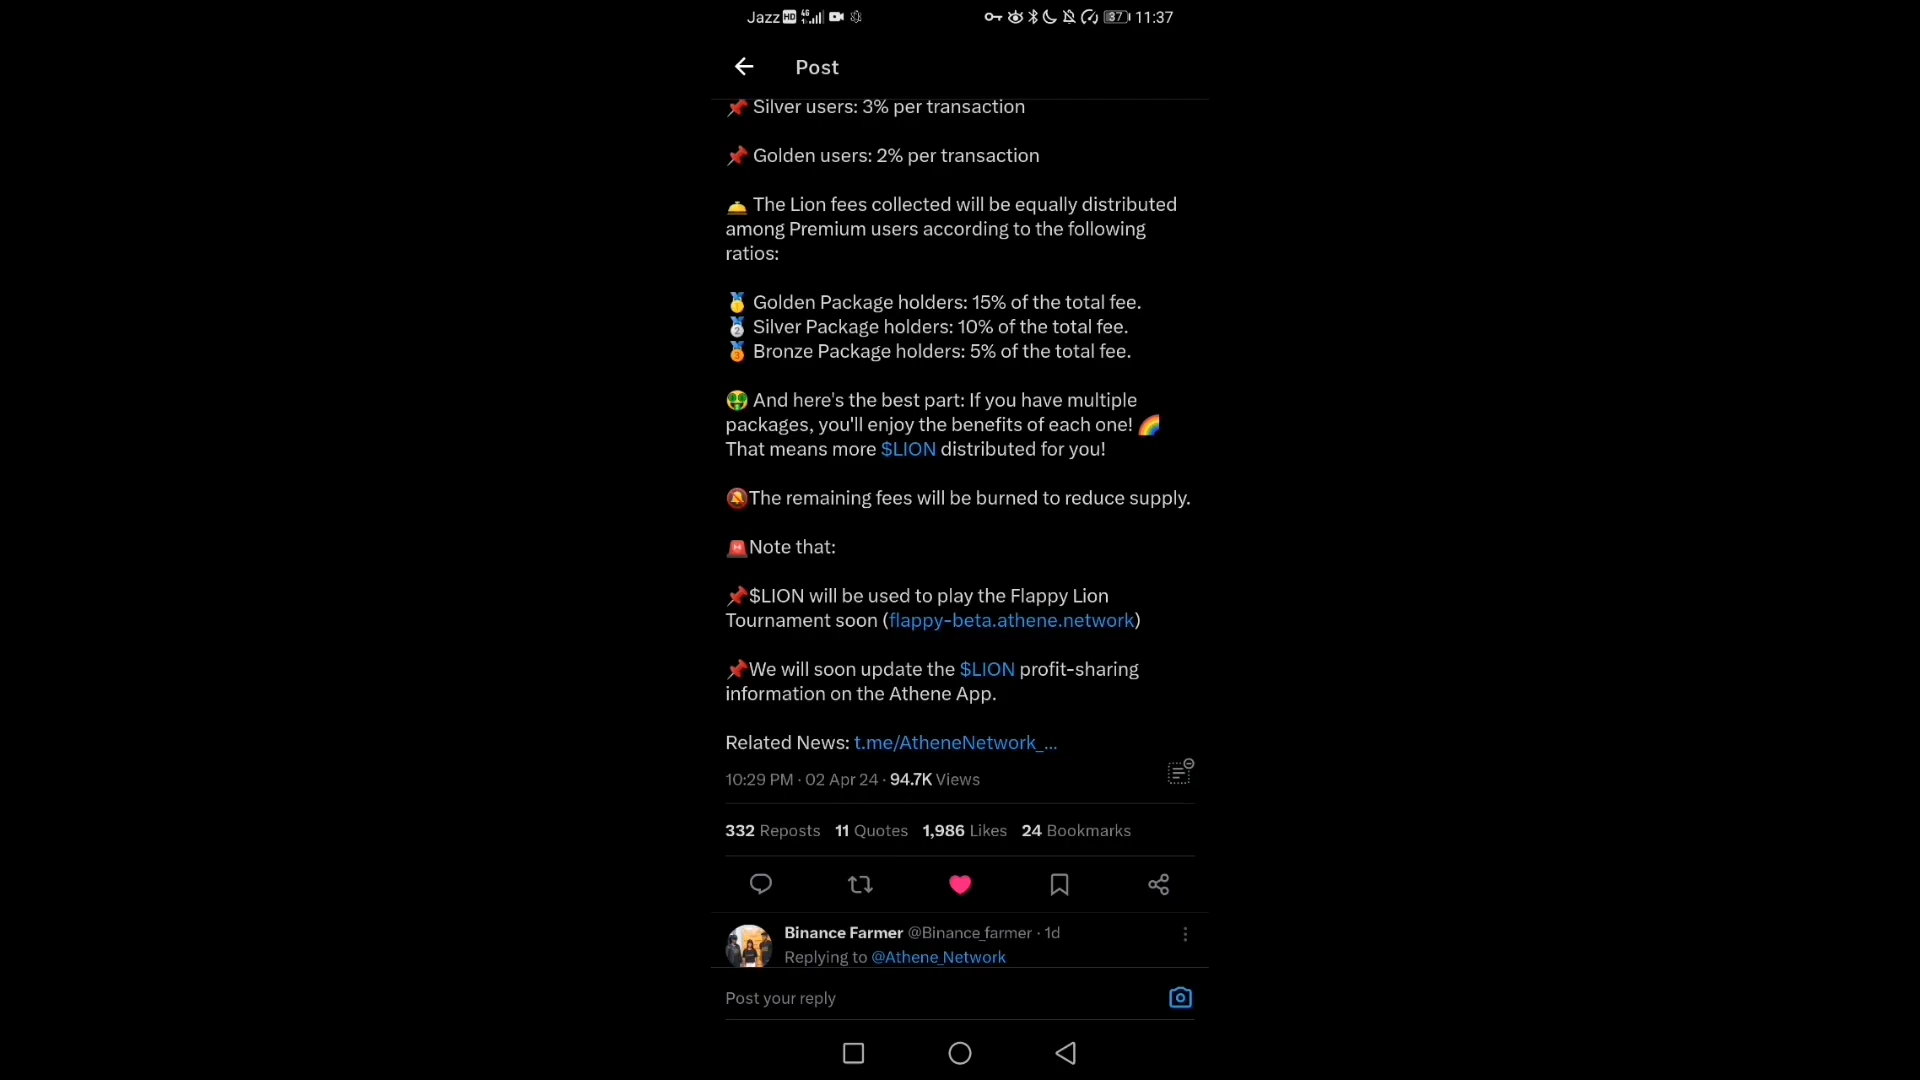 Jazz HD 4G 37 11:37
Post
Silver users: 3% per transaction
Golden users: 2% per transaction
The Lion fees collected will be equally distributed
among Premium users according to the following
ratios:
Golden Package holders: 15% of the total fee.
Silver Package holders: 10% of the total fee.
Bronze Package holders: 5% of the total fee.
And here's the best part: If you have multiple
packages, you'll enjoy the benefits of each one!
That means more $LION distributed for you!
The remaining fees will be burned to reduce supply.
Note that:
$LION will be used to play the Flappy Lion
Tournament soon (flappy-beta.athene.network)
We will soon update the $LION profit-sharing
information on the Athene App.
Related News: t.me/AtheneNetwork_...
10:29 PM · 02 Apr 24 · 94.7K Views
332 Reposts 11 Quotes 1,986 Likes 24 Bookmarks
Binance Farmer @Binance_farmer · 1d
Replying to @Athene_Network
Post your reply